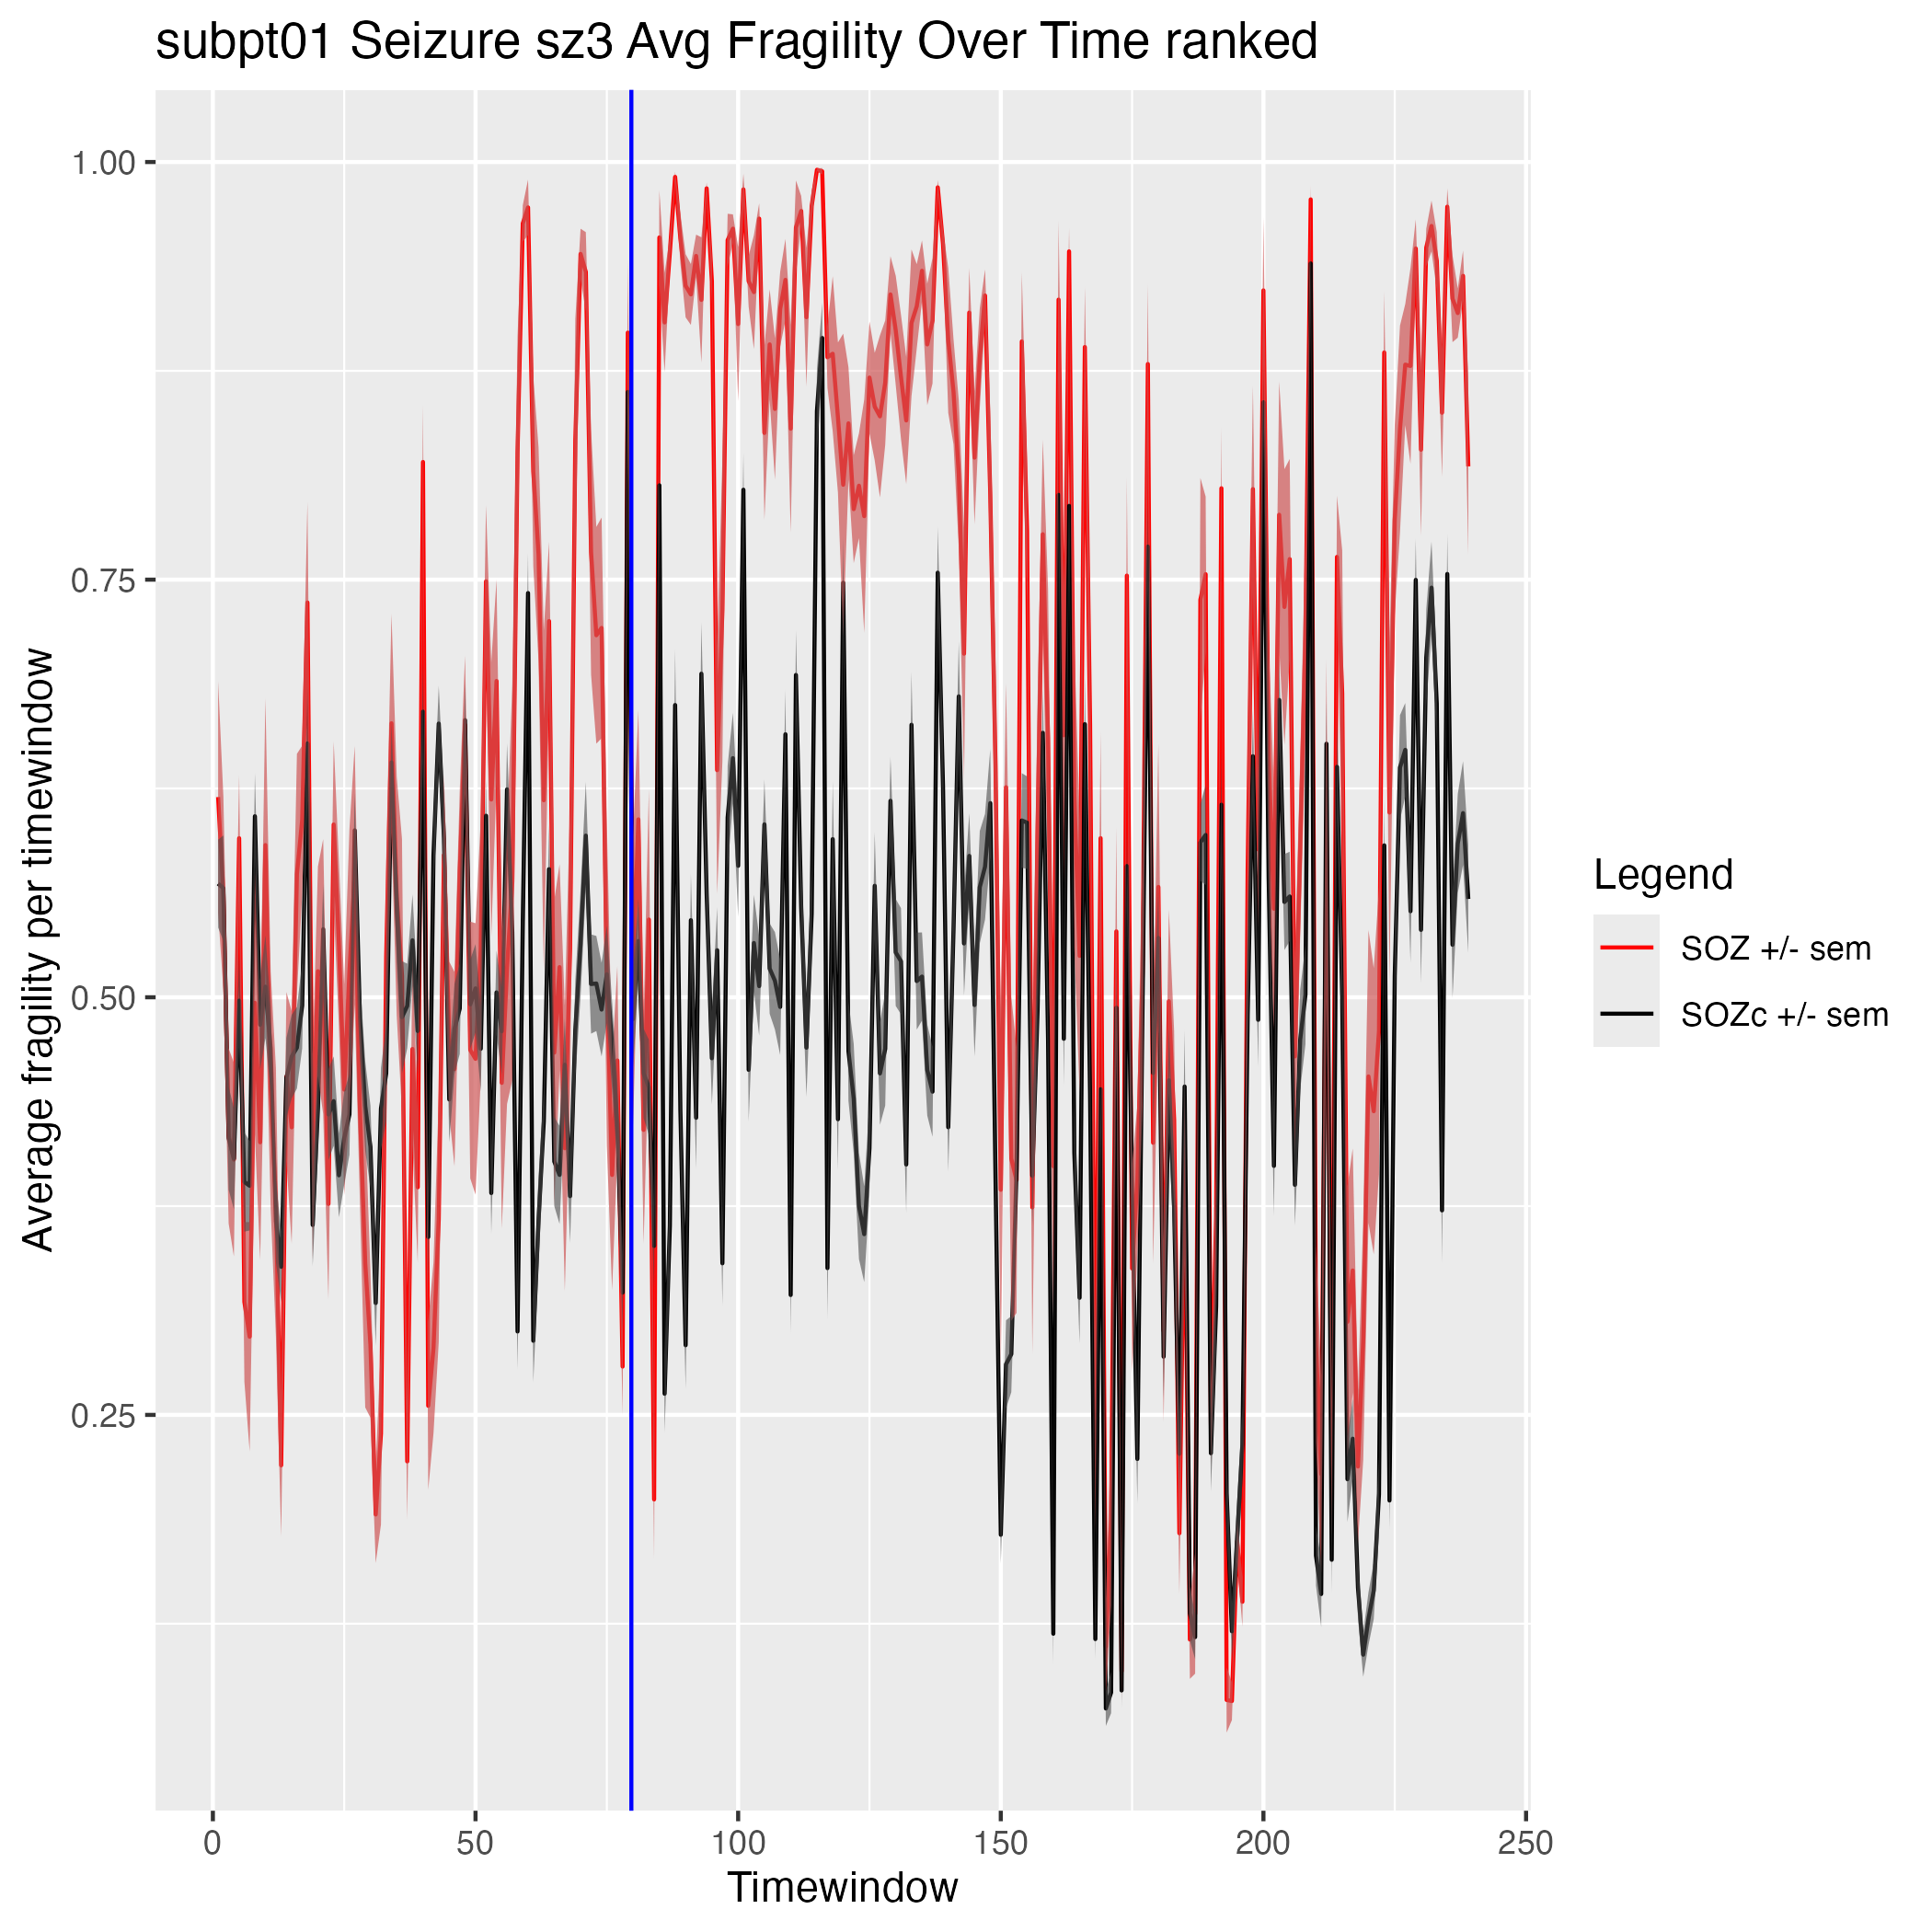 subpt01 Seizure sz3 Avg Fragility Over Time ranked
Average fragility per timewindow
1.00
0.75
0.50
0.25
0
50
100
150
200
250
Timewindow
Legend
SOZ +/- sem
SOZc +/- sem